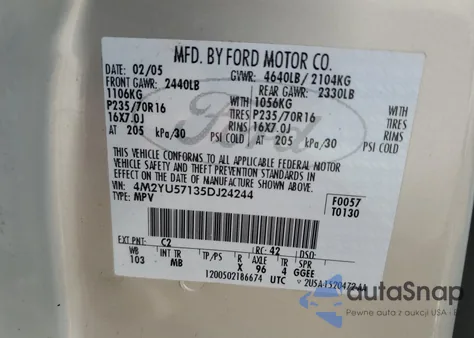 MFD. BY FORD MOTOR CO.
DATE: 02/05 GVWR: 4640LB/2104KG
FRONT GAWR: 2440LB REAR GAWR: 2330LB
1106KG WITH 1056KG WITH
P235/70R16 TIRES P235/70R16 TIRES
16X7.0J RIMS 16X7.0J RIMS
AT 205 kPa/30 PSI COLD AT 205 kPa/30 PSI COLD
Ford
THIS VEHICLE CONFORMS TO ALL APPLICABLE FEDERAL MOTOR
VEHICLE SAFETY AND THEFT PREVENTION STANDARDS IN
EFFECT ON THE DATE OF MANUFACTURE SHOWN ABOVE.
VIN: 4M2YU57135DJ24244
TYPE: MPV
F0057
T0130
EXT PNT: C2 RC: 42 DSO:
WB INT TR TP/PS R AXLE TR SPR
103 MB X 96 4 GGEE
1200502186674 UTC
autoSnap
Pewne auta z aukcji USA - i E